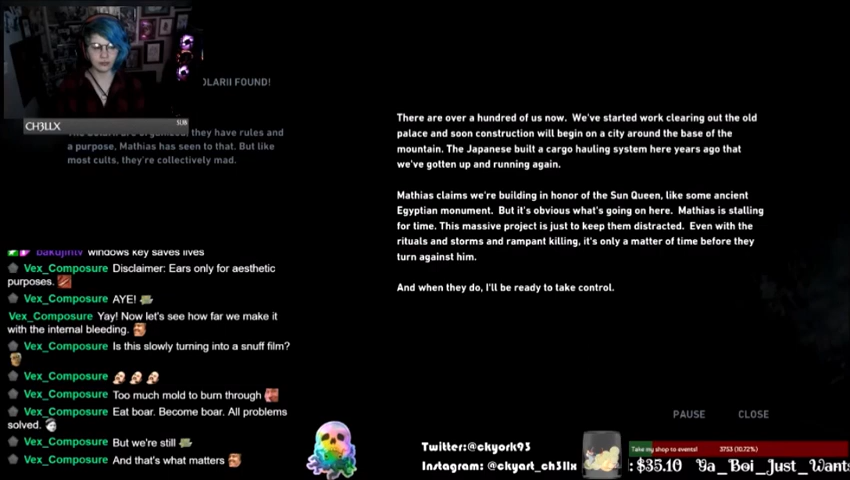 OLARII FOUND!
CH3LLX
they have rules and
a purpose, Mathias has seen to that. But like
most cults, they're collectively mad.
There are over a hundred of us now. We've started work clearing out the old
palace and soon construction will begin on a city around the base of the
mountain. The Japanese built a cargo hauling system here years ago that
we've gotten up and running again.
Mathias claims we're building in honor of the Sun Queen, like some ancient
Egyptian monument. But it's obvious what's going on here. Mathias is stalling
for time. This massive project is just to keep them distracted. Even with the
rituals and storms and rampant killing, it's only a matter of time before they
turn against him.
And when they do, I'll be ready to take control.
bakujintv windows key saves lives
Vex_Composure Disclaimer: Ears only for aesthetic
purposes.
Vex_Composure AYE!
Vex_Composure Yay! Now let's see how far we make it
with the internal bleeding.
Vex_Composure Is this slowly turning into a snuff film?
Vex_Composure
Vex_Composure Too much mold to burn through
Vex_Composure Eat boar. Become boar. All problems
solved.
Vex_Composure But we're still
Vex_Composure And that's what matters
PAUSE CLOSE
Twitter:@ckyork93
Instagram: @ckyart_ch3llx
Take my shop to events! 3753 (10.72%)
: $35.10 Ya_Boi_Just_Wants